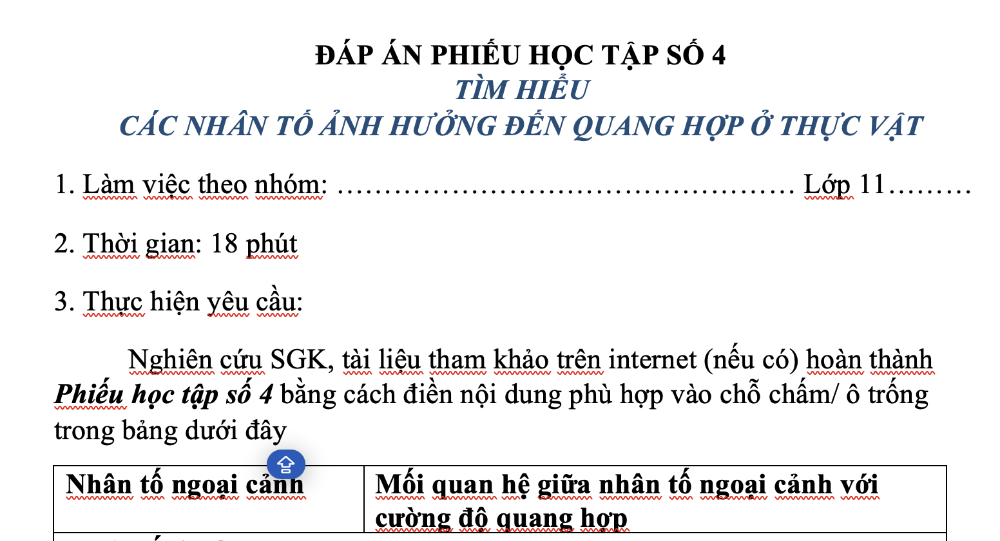 ĐÁP ÁN PHIẾU HỌC TẬP SỐ 4
TÌM HIỂU
CÁC NHÂN TỐ ẢNH HƯỞNG ĐẾN QUANG HỢP Ở THỰC VẬT
1. Làm việc theo nhóm: ………………………………………… Lớp 11………
2. Thời gian: 18 phút
3. Thực hiện yêu cầu:
Nghiên cứu SGK, tài liệu tham khảo trên internet (nếu có) hoàn thành
Phiếu học tập số 4 bằng cách điền nội dung phù hợp vào chỗ chấm/ ô trống
trong bảng dưới đây
Nhân tố ngoại cảnh
Mối quan hệ giữa nhân tố ngoại cảnh với
cường độ quang hợp